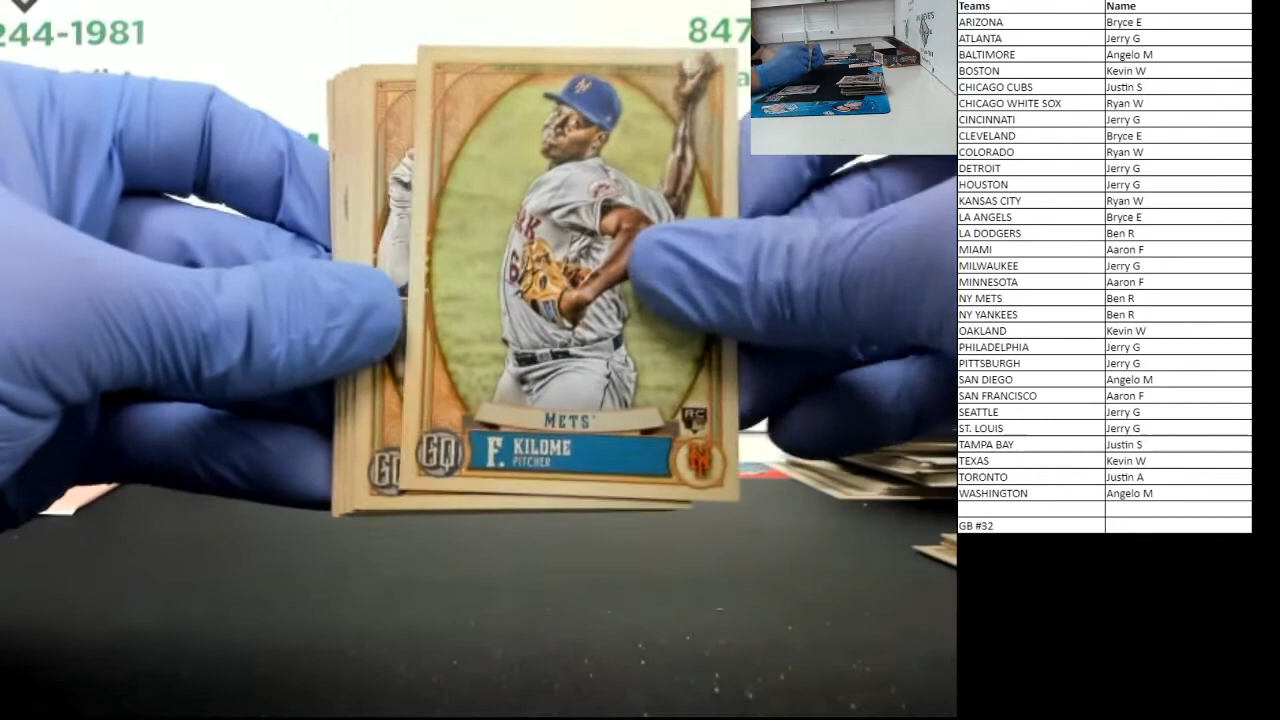 244-1981
847
METS
GQ
F. KILOME
PITCHER
RC
Teams Name
ARIZONA Bryce E
ATLANTA Jerry G
BALTIMORE Angelo M
BOSTON Kevin W
CHICAGO CUBS Justin S
CHICAGO WHITE SOX Ryan W
CINCINNATI Jerry G
CLEVELAND Bryce E
COLORADO Ryan W
DETROIT Jerry G
HOUSTON Jerry G
KANSAS CITY Ryan W
LA ANGELS Bryce E
LA DODGERS Ben R
MIAMI Aaron F
MILWAUKEE Jerry G
MINNESOTA Aaron F
NY METS Ben R
NY YANKEES Ben R
OAKLAND Kevin W
PHILADELPHIA Jerry G
PITTSBURGH Jerry G
SAN DIEGO Angelo M
SAN FRANCISCO Aaron F
SEATTLE Jerry G
ST. LOUIS Jerry G
TAMPA BAY Justin S
TEXAS Kevin W
TORONTO Justin A
WASHINGTON Angelo M
GB #32